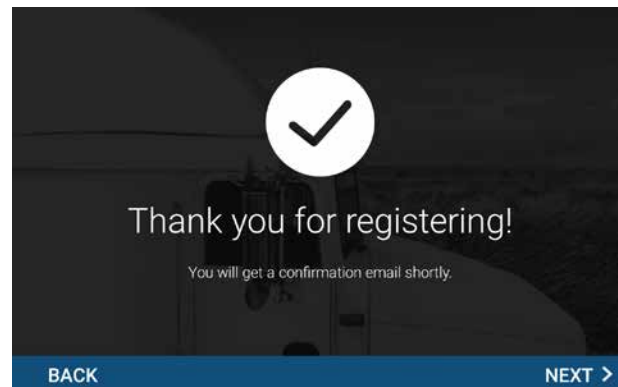 Thank you for registering!
You will get a confirmation email shortly.
BACK
NEXT >